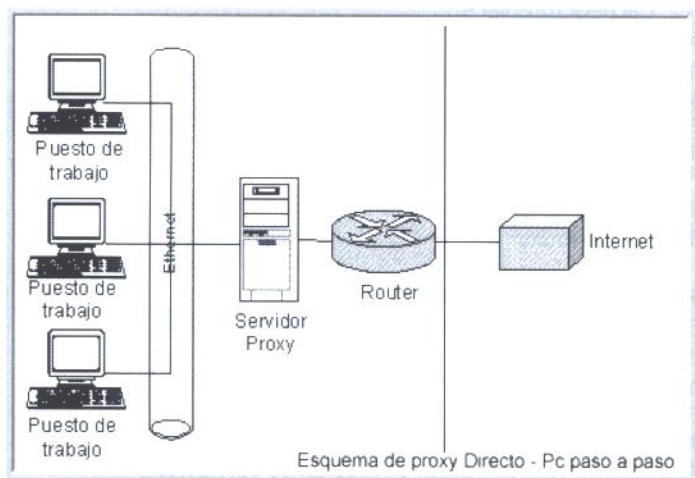 Puesto de
trabajo
Ethernet
Puesto de
trabajo
Servidor
Proxy
Router
Internet
Puesto de
trabajo
Esquema de proxy Directo - Pc paso a paso